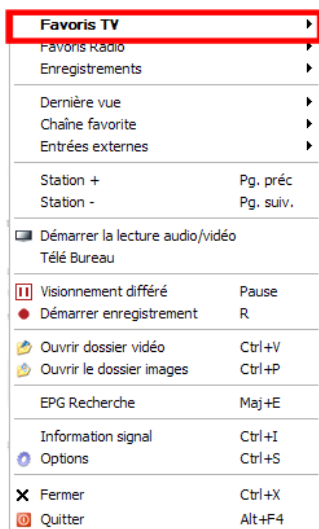 Favoris TV
Favoris Radio
Enregistrements
Dernière vue
Chaîne favorite
Entrées externes
Station + Pg. préc
Station - Pg. suiv.
Démarrer la lecture audio/vidéo
Télé Bureau
Visionnement différé Pause
Démarrer enregistrement R
Ouvrir dossier vidéo Ctrl+V
Ouvrir le dossier images Ctrl+P
EPG Recherche Maj+E
Information signal Ctrl+I
Options Ctrl+S
Fermer Ctrl+X
Quitter Alt+F4